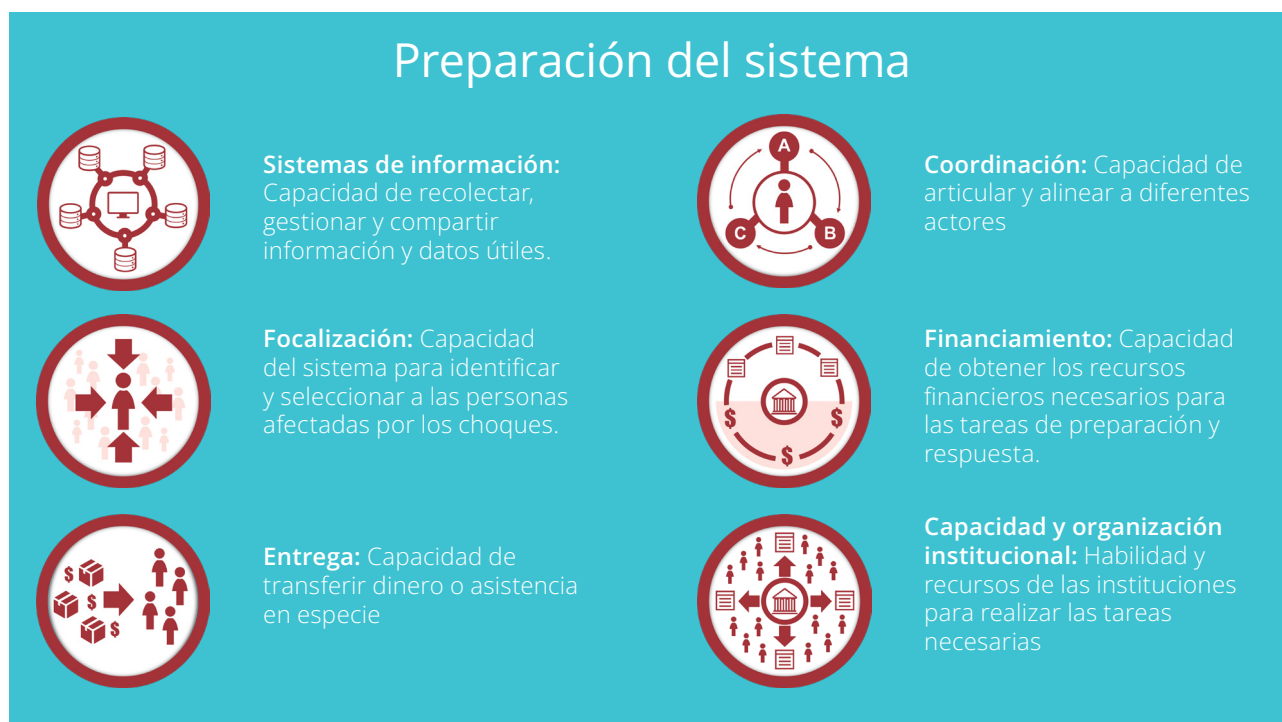 Preparación del sistema
Sistemas de información:
Capacidad de recolectar,
gestionar y compartir
información y datos útiles.
Focalización: Capacidad
del sistema para identificar
y seleccionar a las personas
afectadas por los choques.
$
$
$
Entrega: Capacidad de
transferir dinero o asistencia
en especie
A
C
B
Coordinación: Capacidad de
articular y alinear a diferentes
actores
$
$
$
Financiamiento: Capacidad
de obtener los recursos
financieros necesarios para
las tareas de preparación y
respuesta.
Capacidad y organización
institucional: Habilidad y
recursos de las instituciones
para realizar las tareas
necesarias